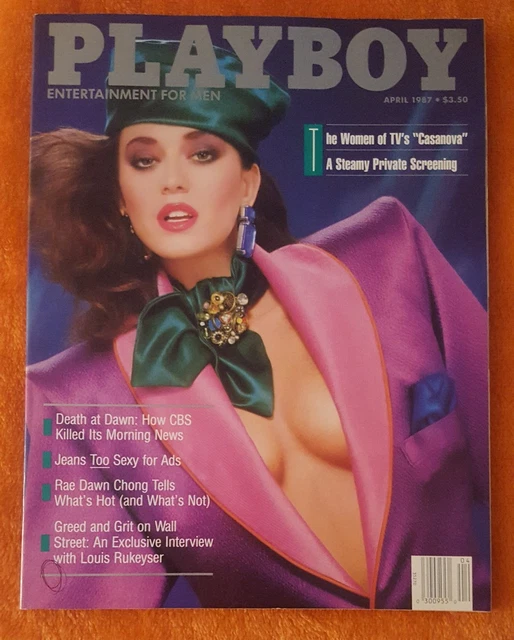 PLAYBOY
ENTERTAINMENT FOR MEN
APRIL 1987 • $3.50
The Women of TV's "Casanova"
A Steamy Private Screening
Death at Dawn: How CBS
Killed Its Morning News
Jeans Too Sexy for Ads
Rae Dawn Chong Tells
What's Hot (and What's Not)
Greed and Grit on Wall
Street: An Exclusive Interview
with Louis Rukeyser
04